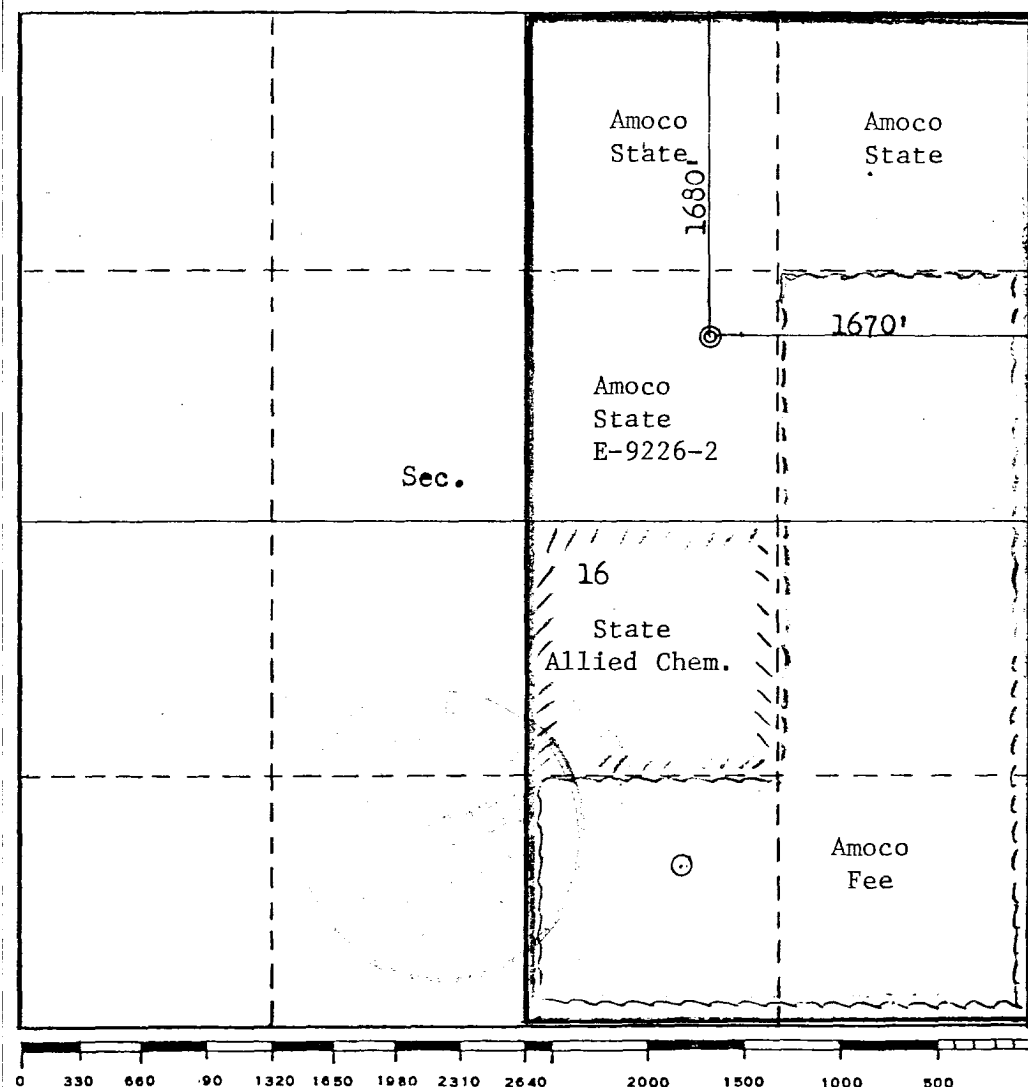 Amoco
State
Amoco
State
1680'
1670'
Amoco
State
E-9226-2
Sec.
16
State
Allied Chem.
Amoco
Fee
0 330 660 90 1320 1650 1980 2310 2640 2000 1500 1000 500